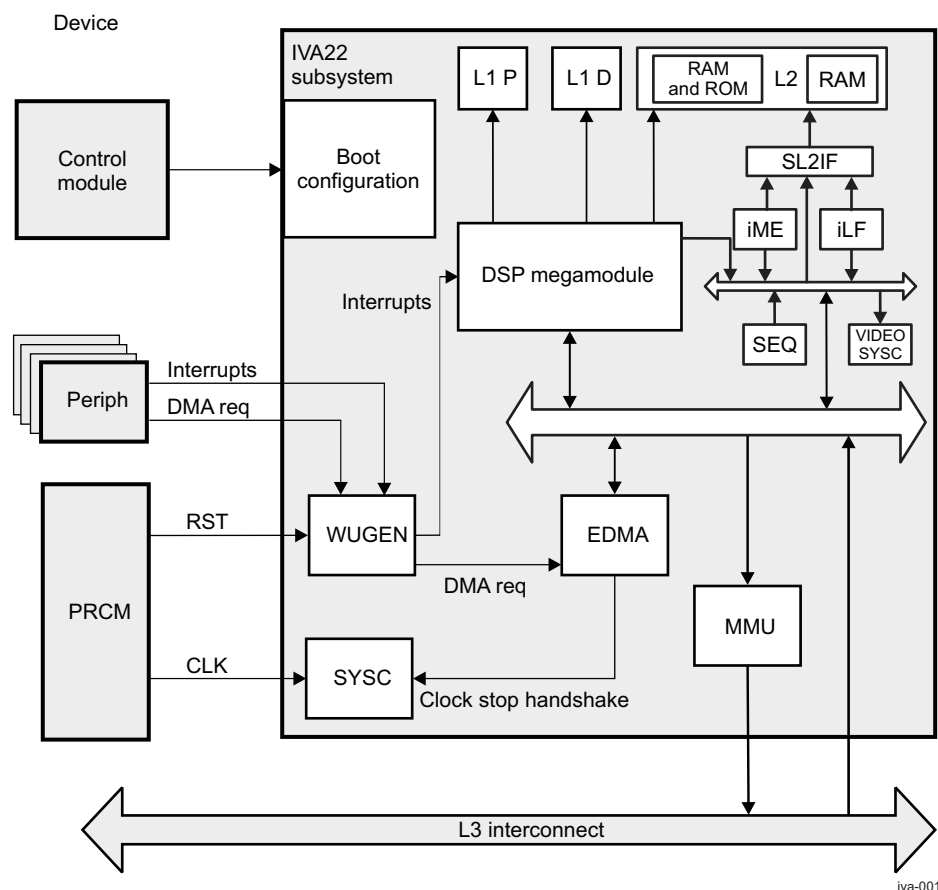 Device
IVA22
subsystem
L1 P
L1 D
RAM
and ROM
L2
RAM
Control
module
Boot
configuration
SL2IF
iME
iLF
DSP megamodule
Interrupts
SEQ
VIDEO
SYSC
Interrupts
Periph
DMA req
RST
WUGEN
EDMA
DMA req
PRCM
MMU
CLK
SYSC
Clock stop handshake
L3 interconnect
iva-001